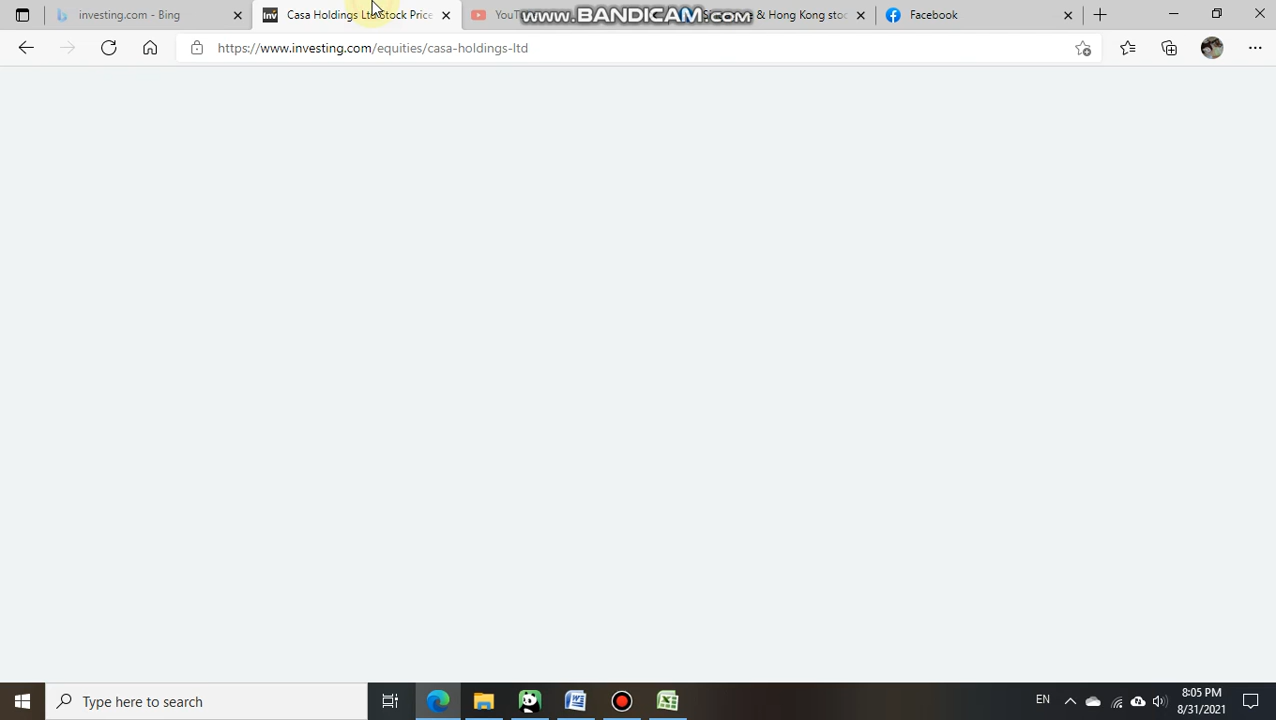 investing.com - Bing
Casa Holdings Ltd Stock Price
YouT
www.BANDICAM.com
& Hong Kong stoc
Facebook
https://www.investing.com/equities/casa-holdings-ltd
Type here to search
EN
8:05 PM
8/31/2021